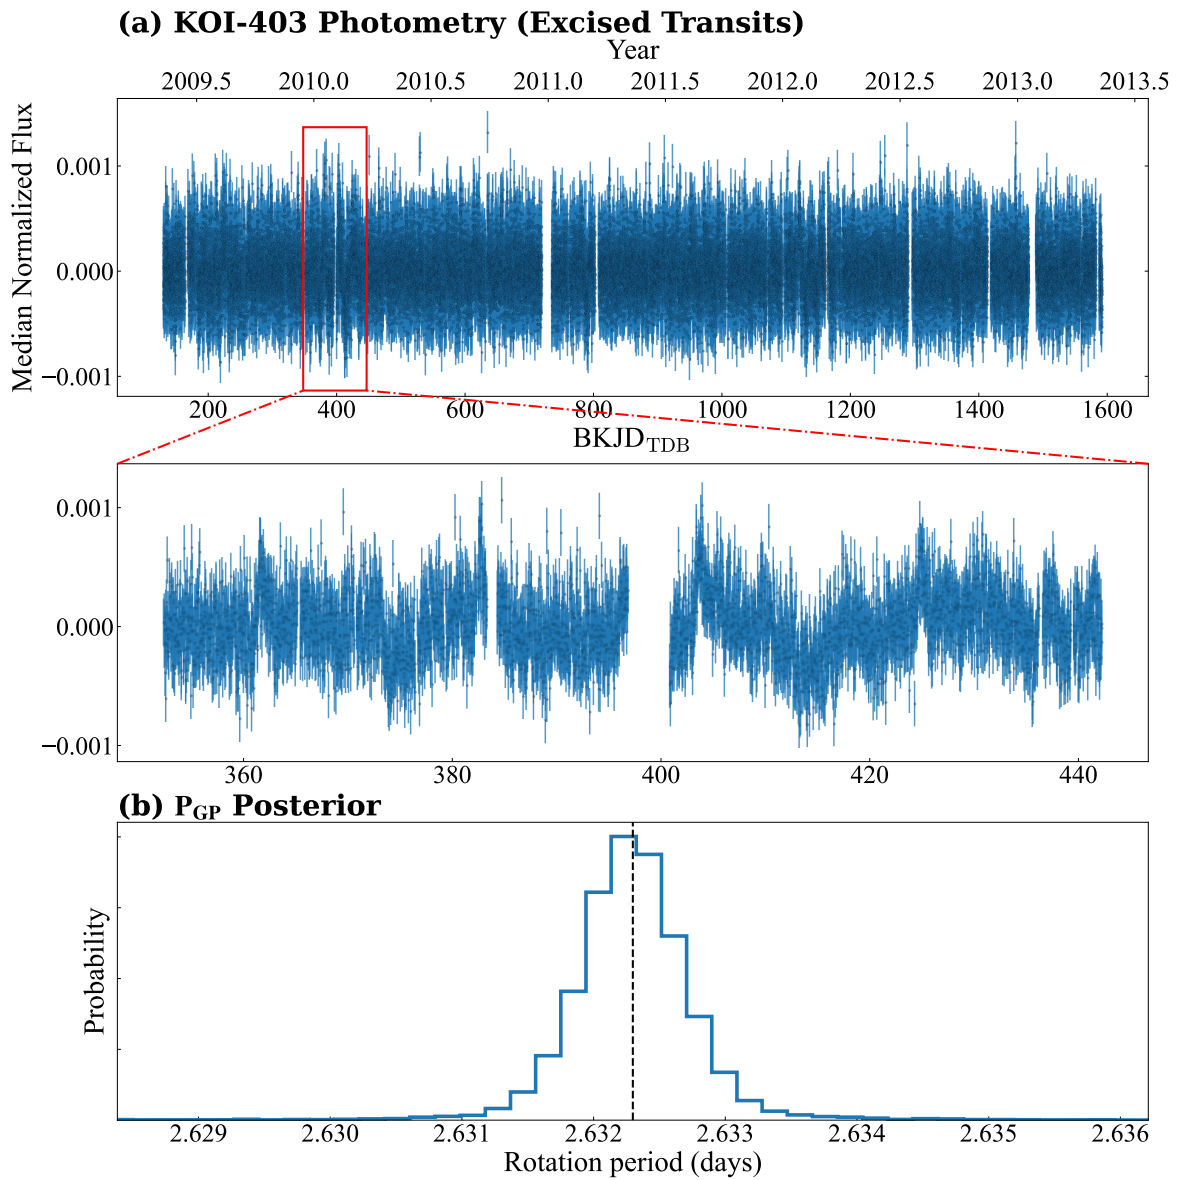 (a) KOI-403 Photometry (Excised Transits)
Year
2009.5 2010.0 2010.5 2011.0 2011.5 2012.0 2012.5 2013.0 2013.5
Median Normalized Flux
0.001
0.000
−0.001
200 400 600 800 1000 1200 1400 1600
BKJD_TDB
0.001
0.000
−0.001
360 380 400 420 440
(b) P_GP Posterior
Probability
2.629 2.630 2.631 2.632 2.633 2.634 2.635 2.636
Rotation period (days)